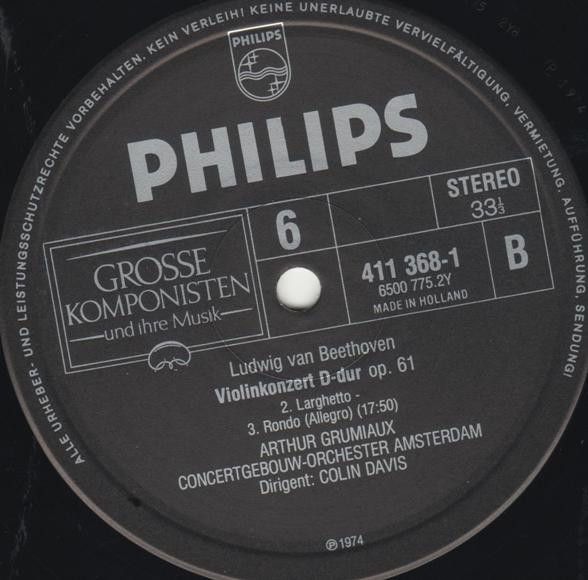 ALLE URHEBER- UND LEISTUNGSSCHUTZRECHTE VORBEHALTEN. KEIN VERLEIH! KEINE UNERLAUBTE VERVIELFÄLTIGUNG, VERMIETUNG, AUFFÜHRUNG, SENDUNG!
PHILIPS
PHILIPS
STEREO
33⅓
6
GROSSE
KOMPONISTEN
und ihre Musik
411 368-1
6500 775.2Y
MADE IN HOLLAND
B
Ludwig van Beethoven
Violinkonzert D-dur op. 61
2. Larghetto -
3. Rondo (Allegro) (17:50)
ARTHUR GRUMIAUX
CONCERTGEBOUW-ORCHESTER AMSTERDAM
Dirigent: COLIN DAVIS
℗ 1974